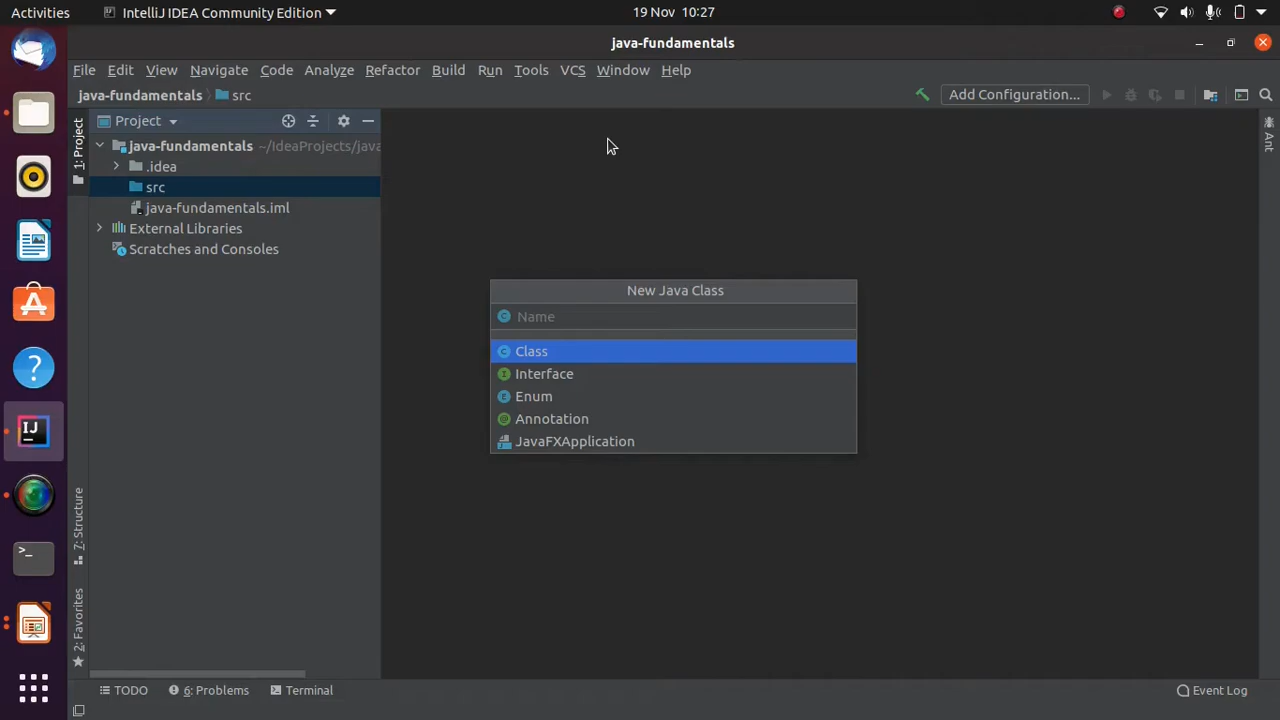 Activities
IntelliJ IDEA Community Edition
19 Nov 10:27
java-fundamentals
File Edit View Navigate Code Analyze Refactor Build Run Tools VCS Window Help
java-fundamentals
src
Add Configuration...
1: Project
Project
java-fundamentals ~/IdeaProjects/java
.idea
src
java-fundamentals.iml
External Libraries
Scratches and Consoles
Ant
New Java Class
Name
Class
Interface
Enum
Annotation
JavaFXApplication
7: Structure
2: Favorites
TODO
6: Problems
Terminal
Event Log